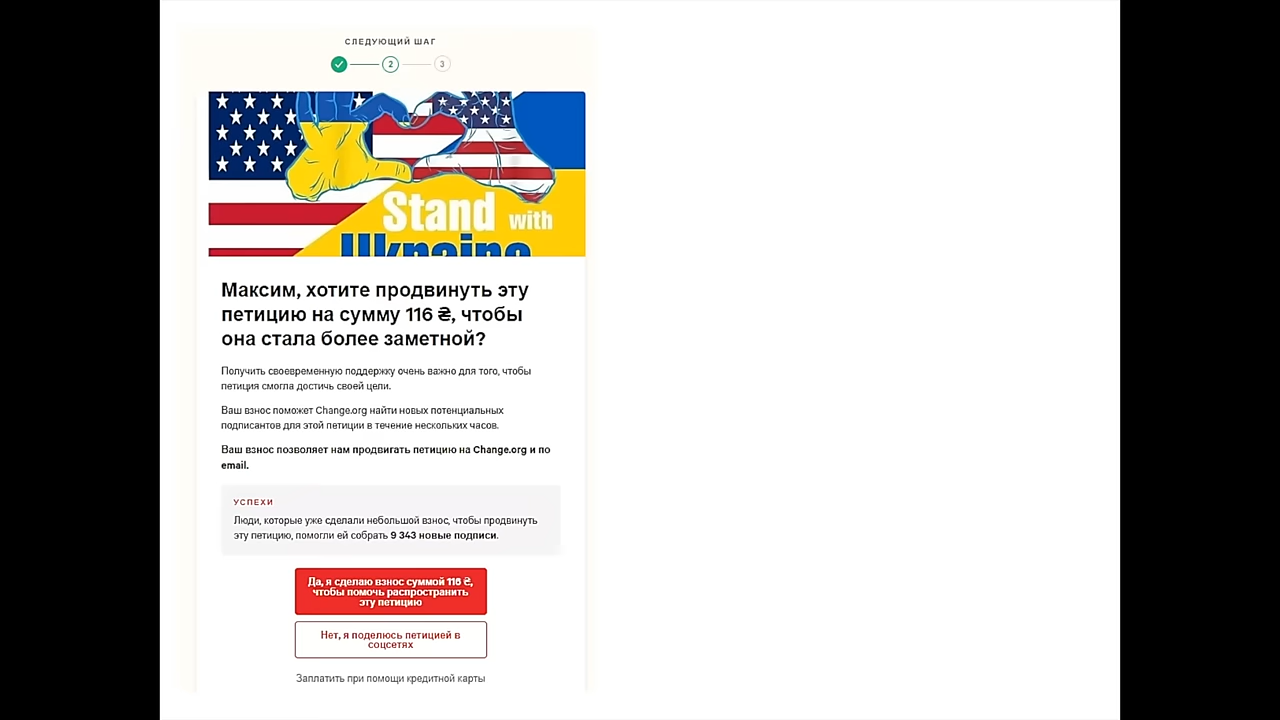 СЛЕДУЮЩИЙ ШАГ
2
3
Stand with
Ukraine
Максим, хотите продвинуть эту
петицию на сумму 116 ₴, чтобы
она стала более заметной?
Получить своевременную поддержку очень важно для того, чтобы
петиция смогла достичь своей цели.
Ваш взнос поможет Change.org найти новых потенциальных
подписантов для этой петиции в течение нескольких часов.
Ваш взнос позволяет нам продвигать петицию на Change.org и по
email.
УСПЕХИ
Люди, которые уже сделали небольшой взнос, чтобы продвинуть
эту петицию, помогли ей собрать 9 343 новые подписи.
Да, я сделаю взнос суммой 116 ₴,
чтобы помочь распространить
эту петицию
Нет, я поделюсь петицией в
соцсетях
Заплатить при помощи кредитной карты